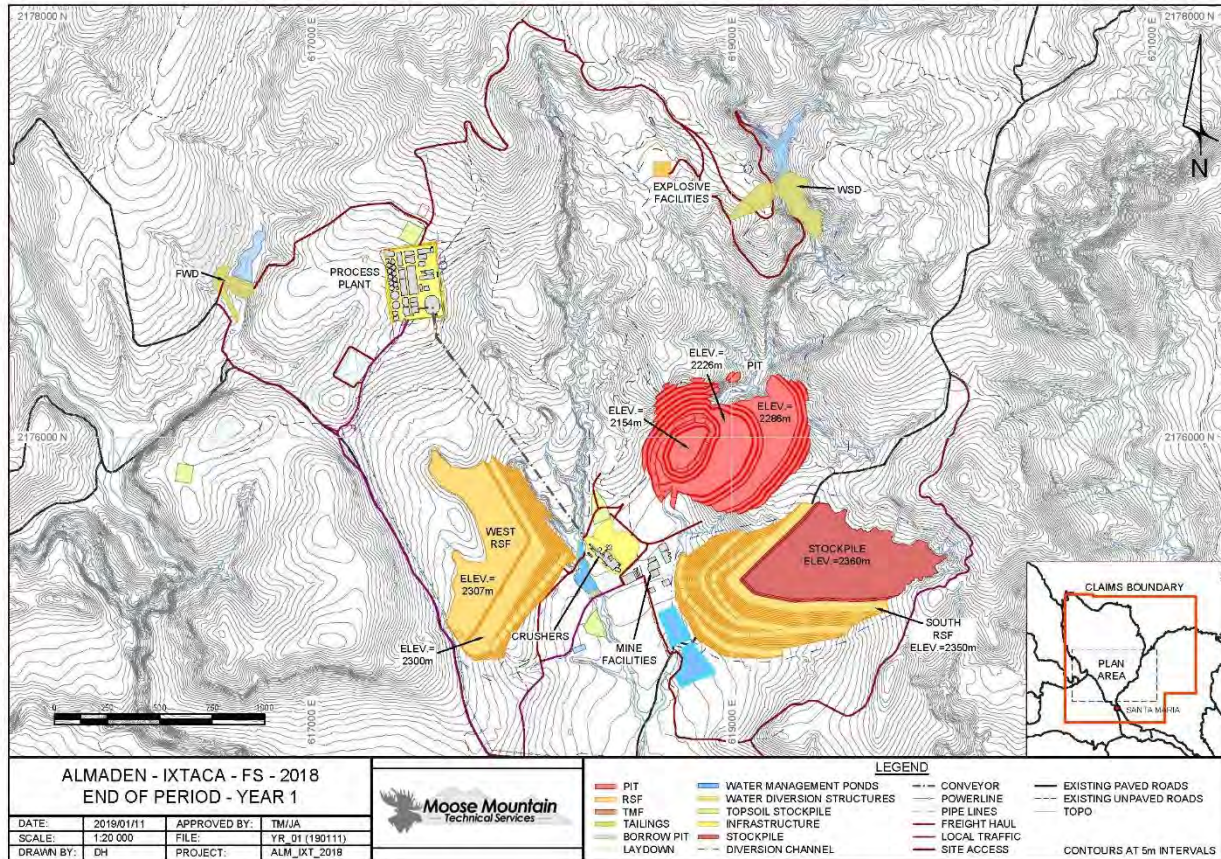 2178000 N
617000 E
619000 E
2178000 N
621000 E
N
EXPLOSIVE
FACILITIES
WSD
FWD
PROCESS
PLANT
ELEV.=
2226m
PIT
ELEV.=
2154m
ELEV.=
2286m
2176000 N
2176000 N
WEST
RSF
ELEV.=
2307m
STOCKPILE
ELEV.=2360m
ELEV.=
2300m
CRUSHERS
MINE
FACILITIES
SOUTH
RSF
ELEV.=2350m
CLAIMS BOUNDARY
PLAN
AREA
SANTA MARIA
0 250 500 750 1000
617000 E
619000 E
ALMADEN - IXTACA - FS - 2018
END OF PERIOD - YEAR 1
DATE: 2019/01/11 APPROVED BY: TM/JA
SCALE: 1:20 000 FILE: YR_01 (190111)
DRAWN BY: DH PROJECT: ALM_IXT_2018
Moose Mountain
Technical Services
LEGEND
PIT
RSF
TMF
TAILINGS
BORROW PIT
LAYDOWN
WATER MANAGEMENT PONDS
WATER DIVERSION STRUCTURES
TOPSOIL STOCKPILE
INFRASTRUCTURE
STOCKPILE
DIVERSION CHANNEL
CONVEYOR
POWERLINE
PIPE LINES
FREIGHT HAUL
LOCAL TRAFFIC
SITE ACCESS
EXISTING PAVED ROADS
EXISTING UNPAVED ROADS
TOPO
CONTOURS AT 5m INTERVALS